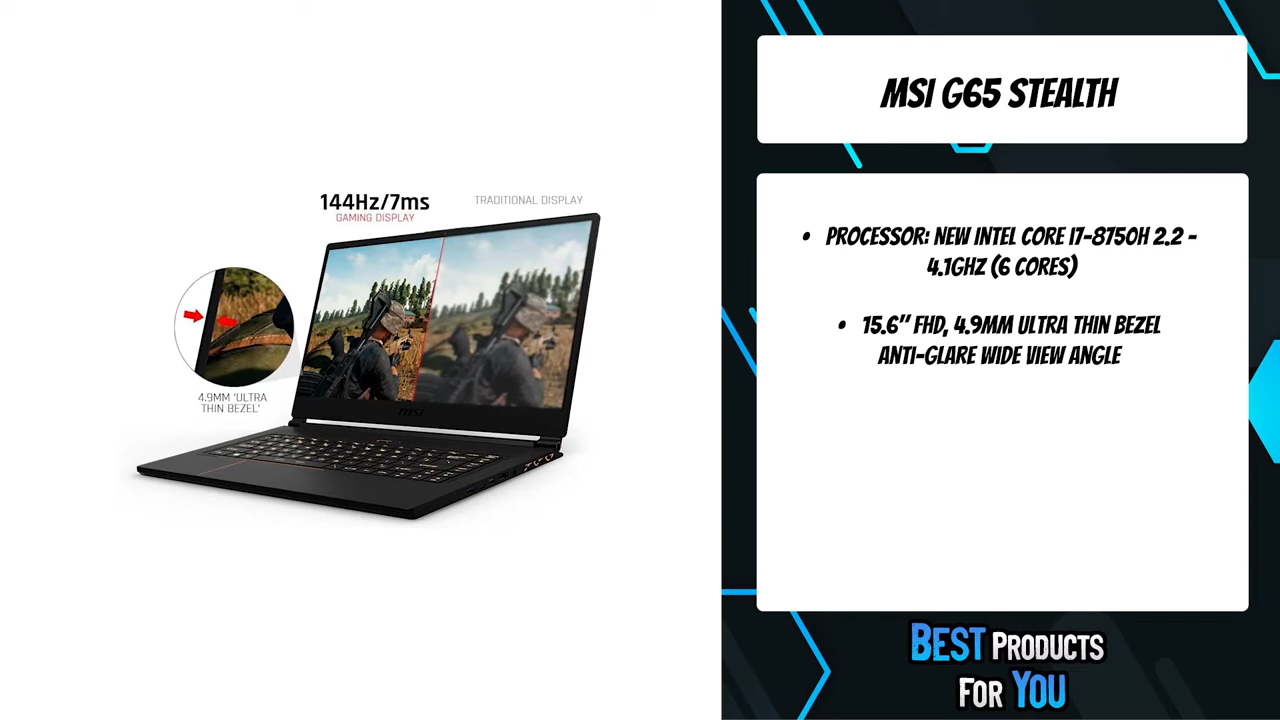 144Hz/7ms
GAMING DISPLAY
TRADITIONAL DISPLAY
4.9MM 'ULTRA
THIN BEZEL'
msi
MSI G65 STEALTH
• PROCESSOR: NEW INTEL CORE I7-8750H 2.2 -
4.1GHZ (6 CORES)
• 15.6" FHD, 4.9MM ULTRA THIN BEZEL
ANTI-GLARE WIDE VIEW ANGLE
BEST PRODUCTS
FOR YOU